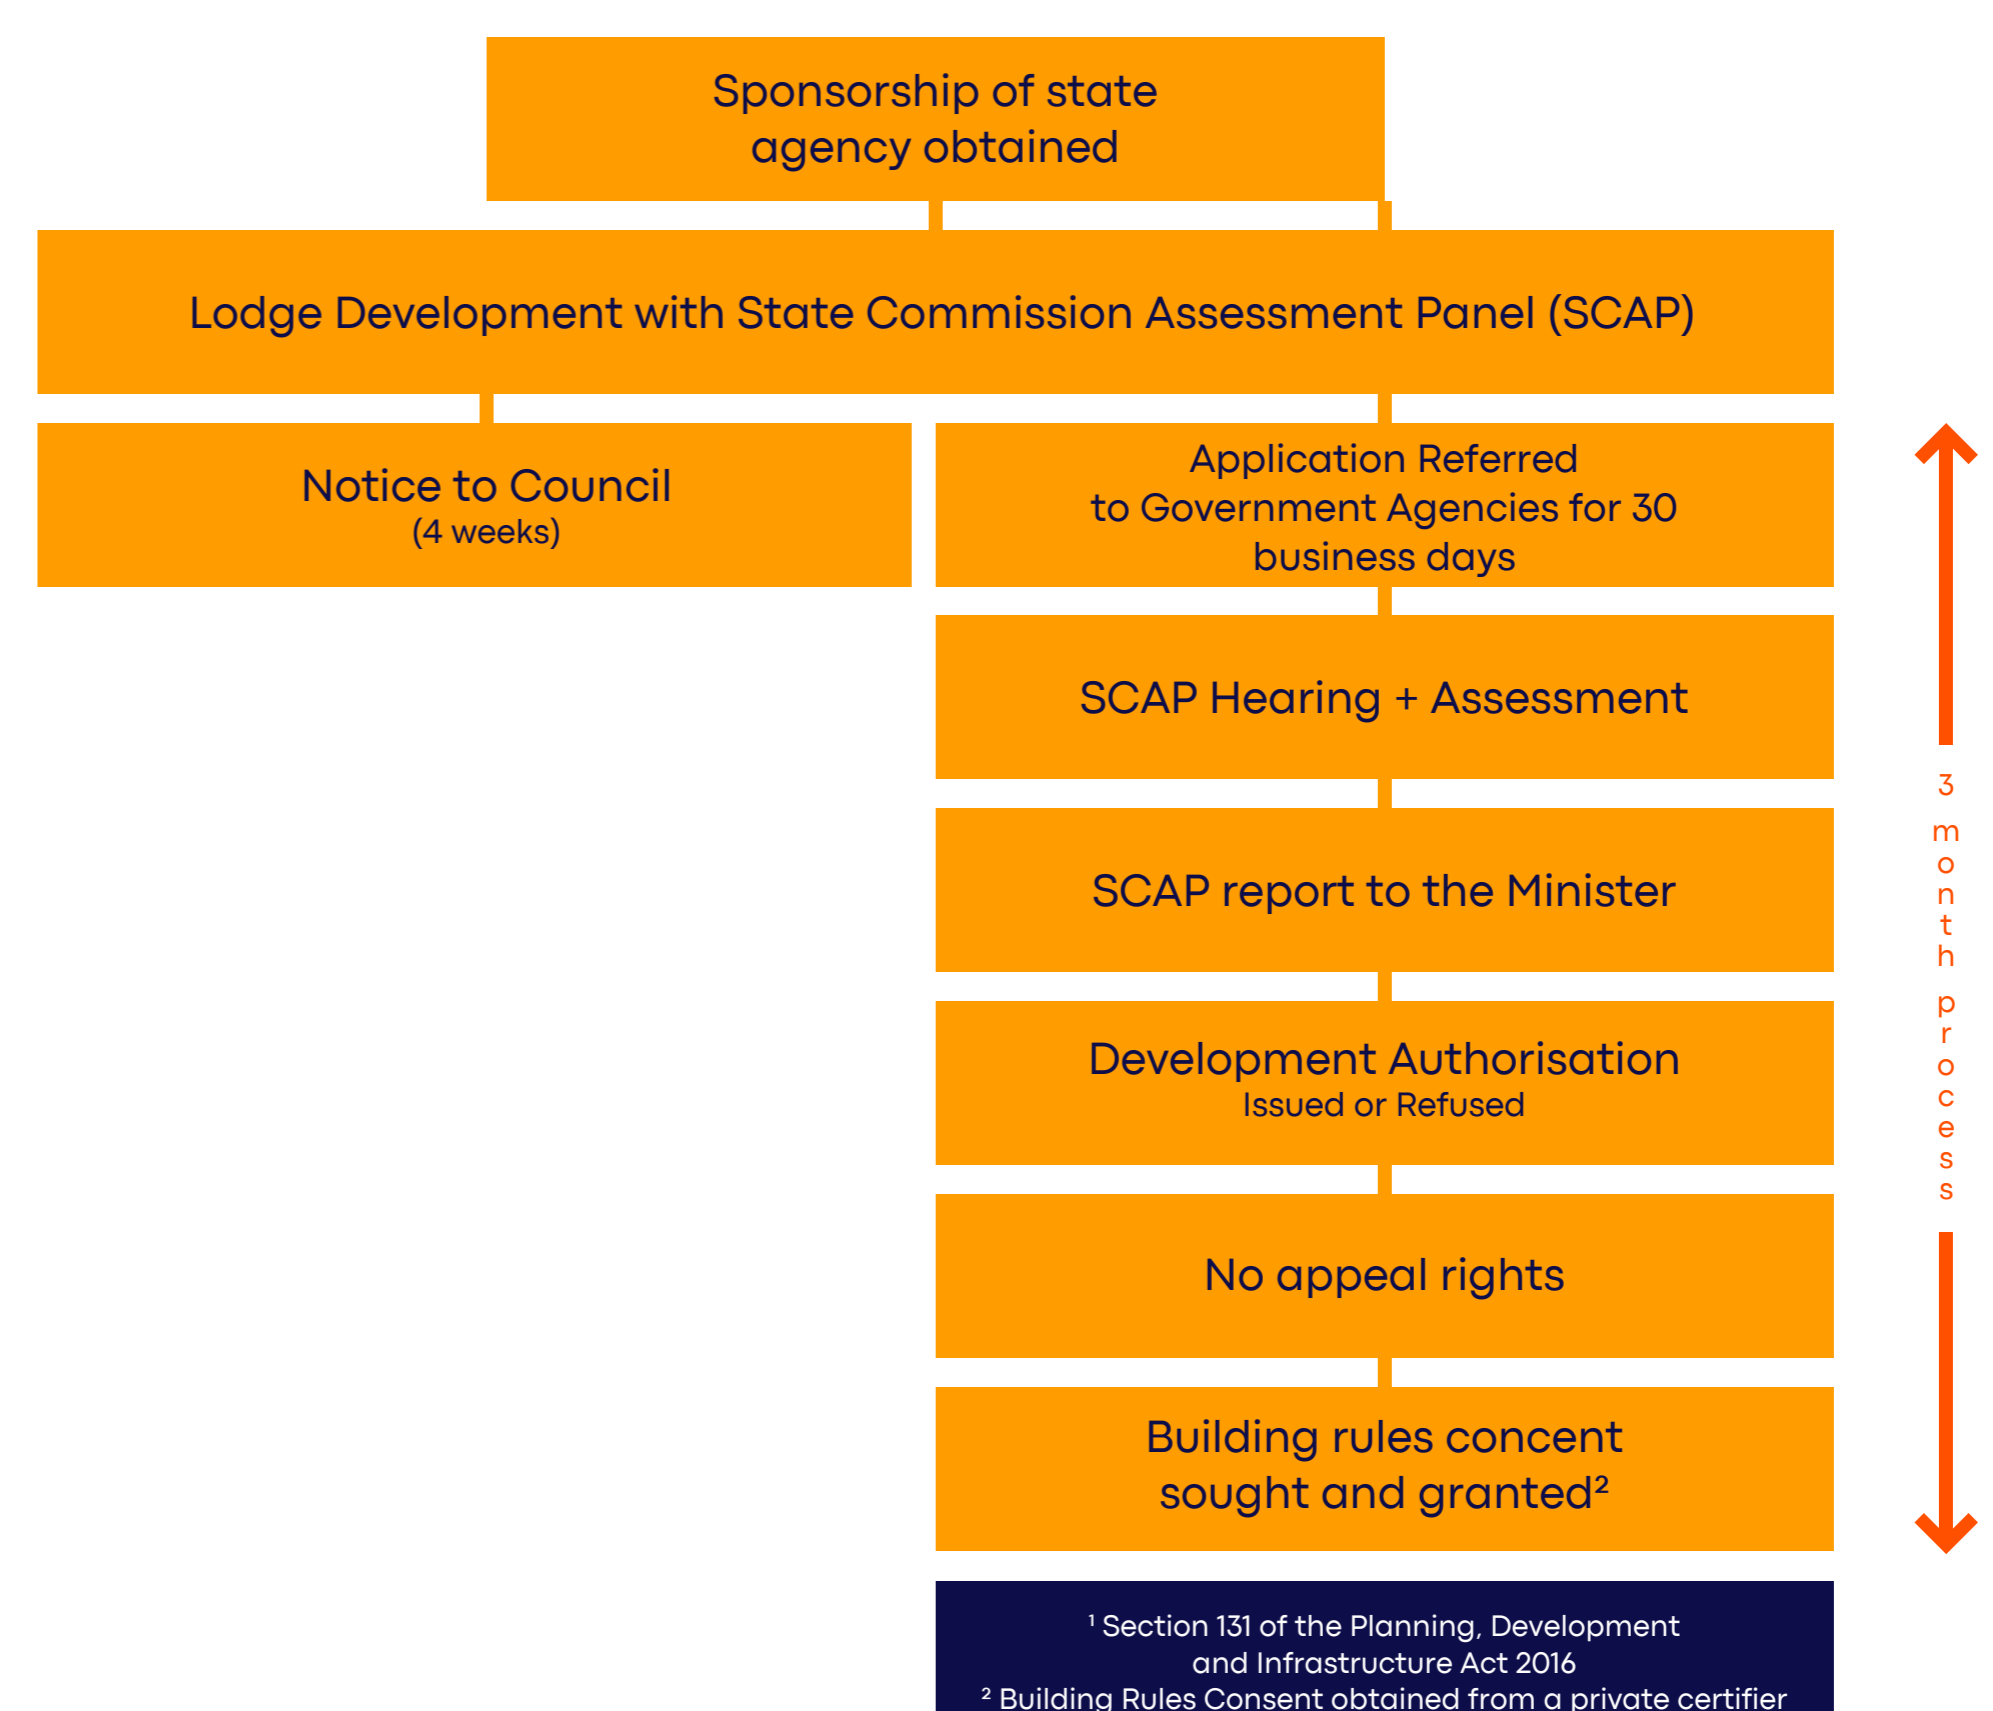 Sponsorship of state
agency obtained
Lodge Development with State Commission Assessment Panel (SCAP)
Notice to Council
(4 weeks)
Application Referred
to Government Agencies for 30
business days
SCAP Hearing + Assessment
SCAP report to the Minister
Development Authorisation
Issued or Refused
No appeal rights
Building rules concent
sought and granted²
3 month process
¹ Section 131 of the Planning, Development
and Infrastructure Act 2016
² Building Rules Consent obtained from a private certifier